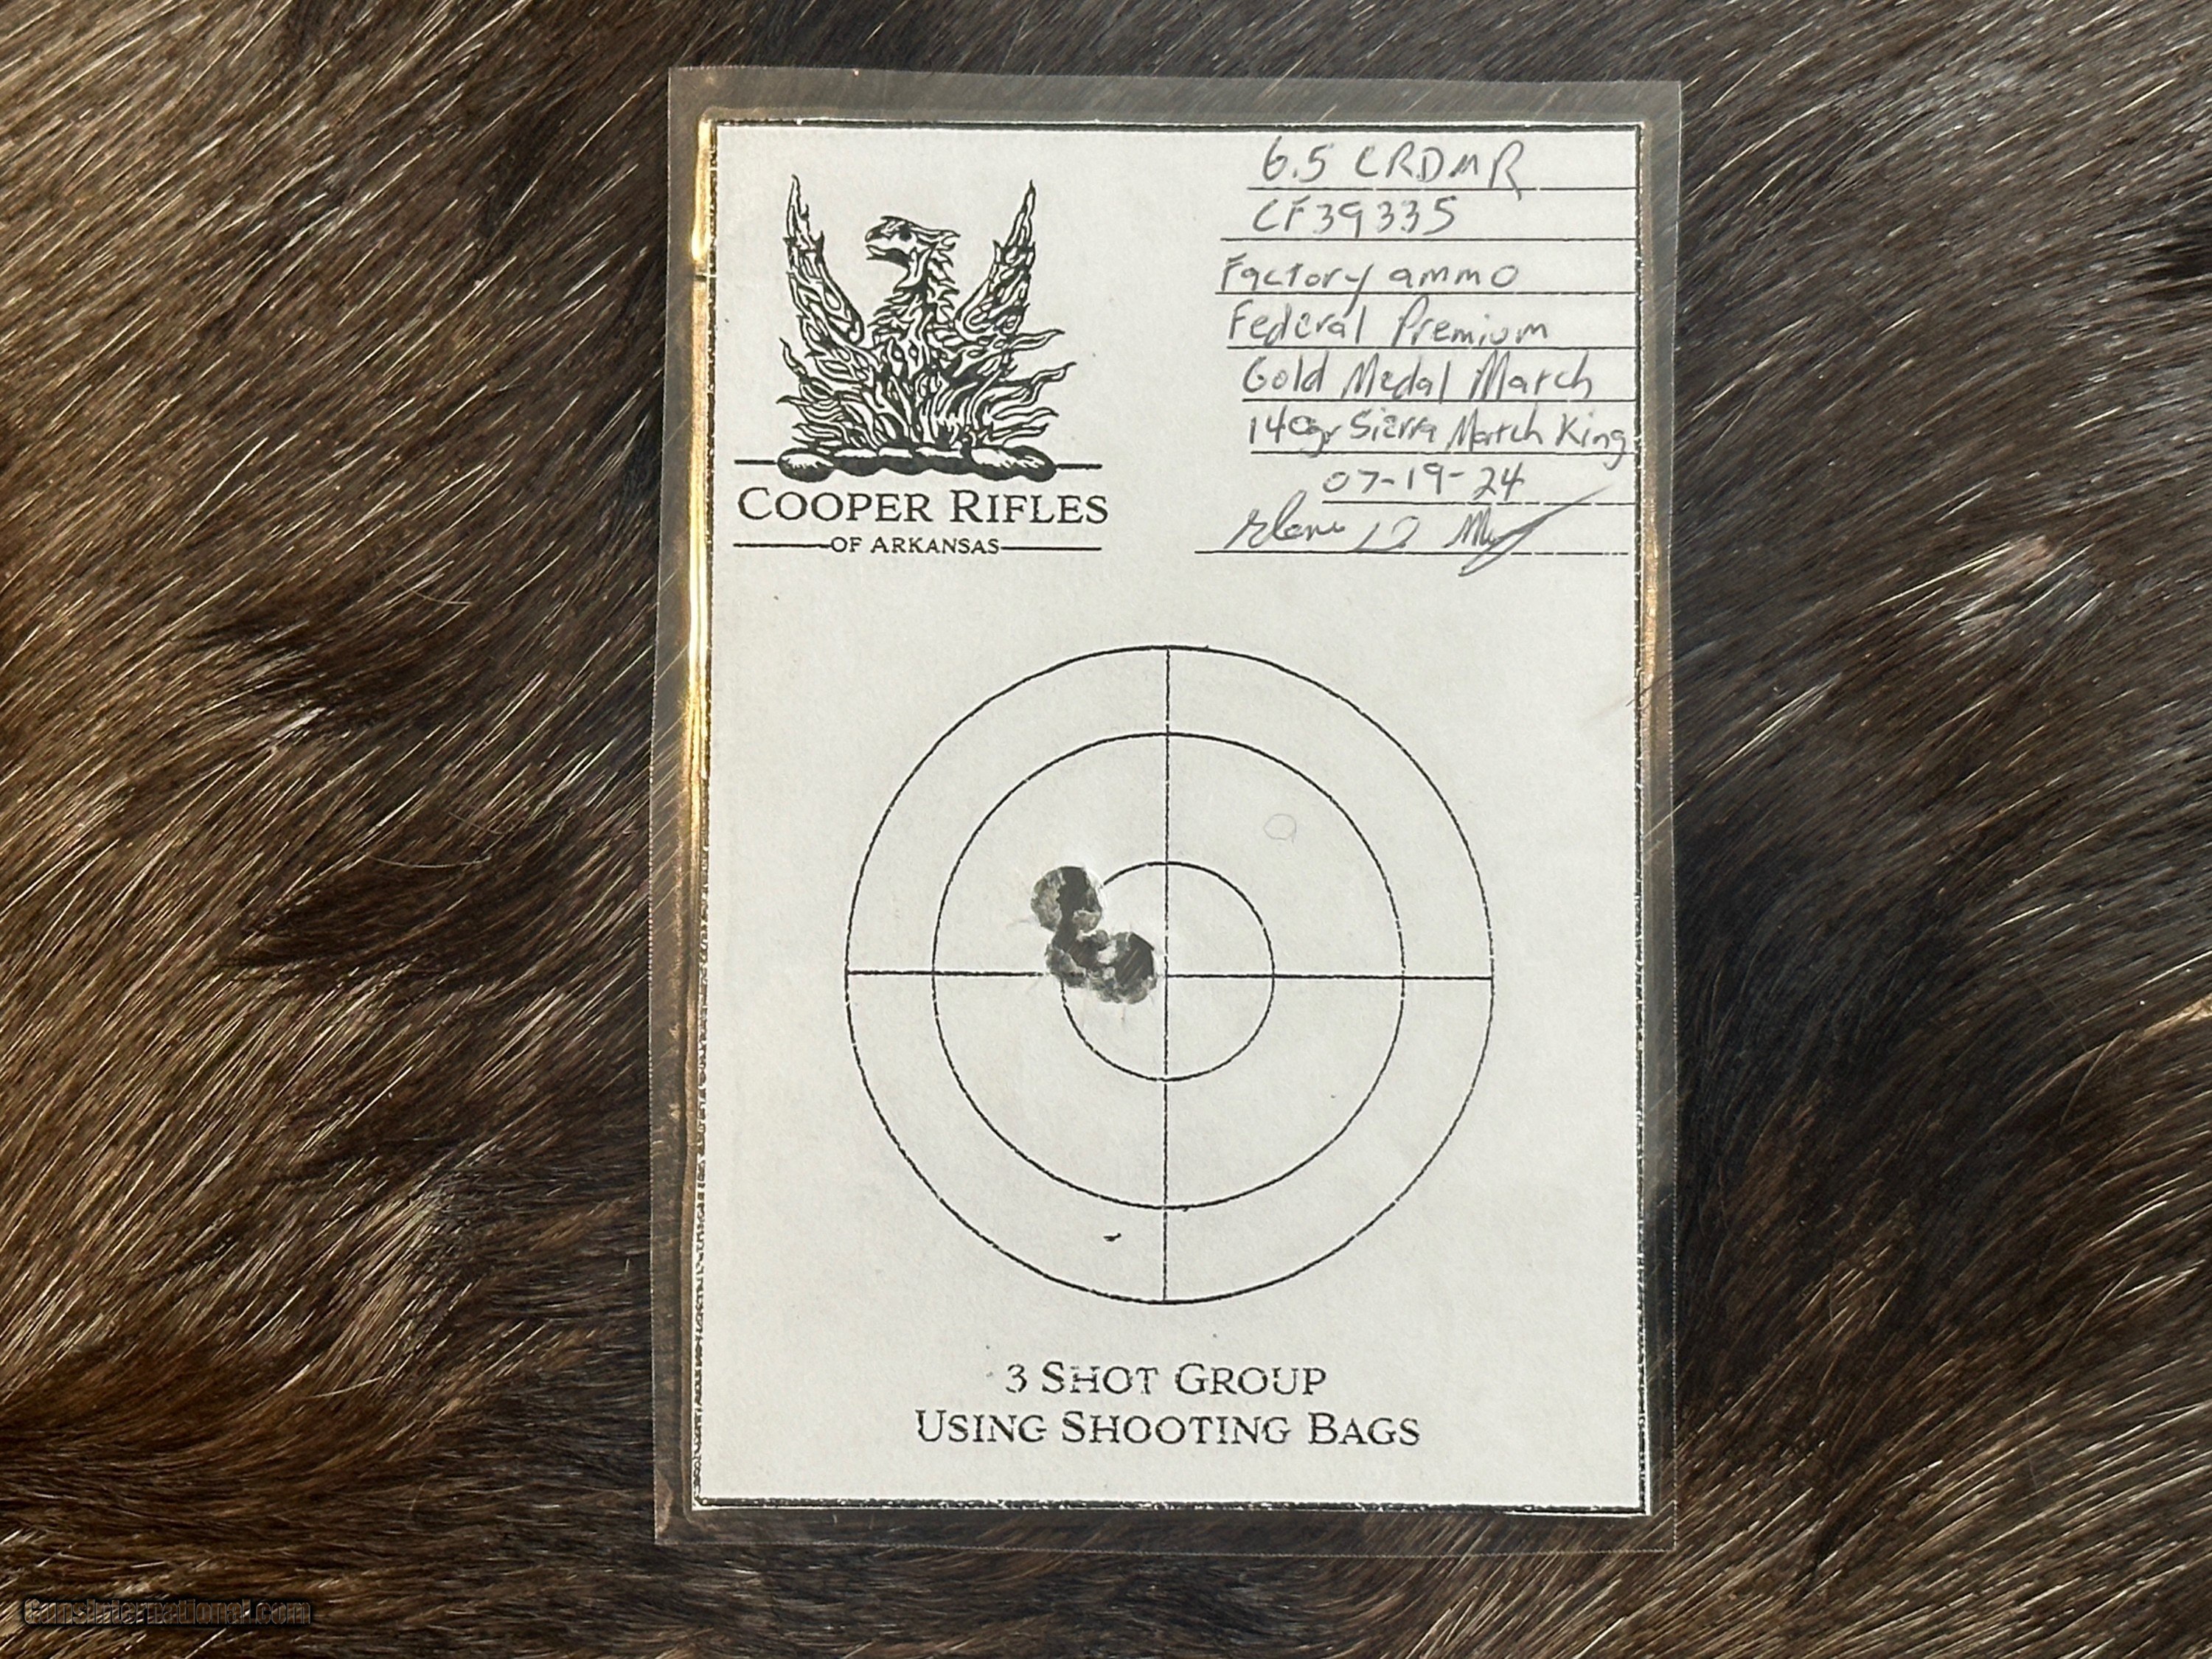 6.5 CRDMR
CF39335
Factory ammo
Federal Premium
Gold Medal Match
140gr Sierra Match King
07-19-24
COOPER RIFLES
OF ARKANSAS
3 SHOT GROUP
USING SHOOTING BAGS
GunsInternational.com